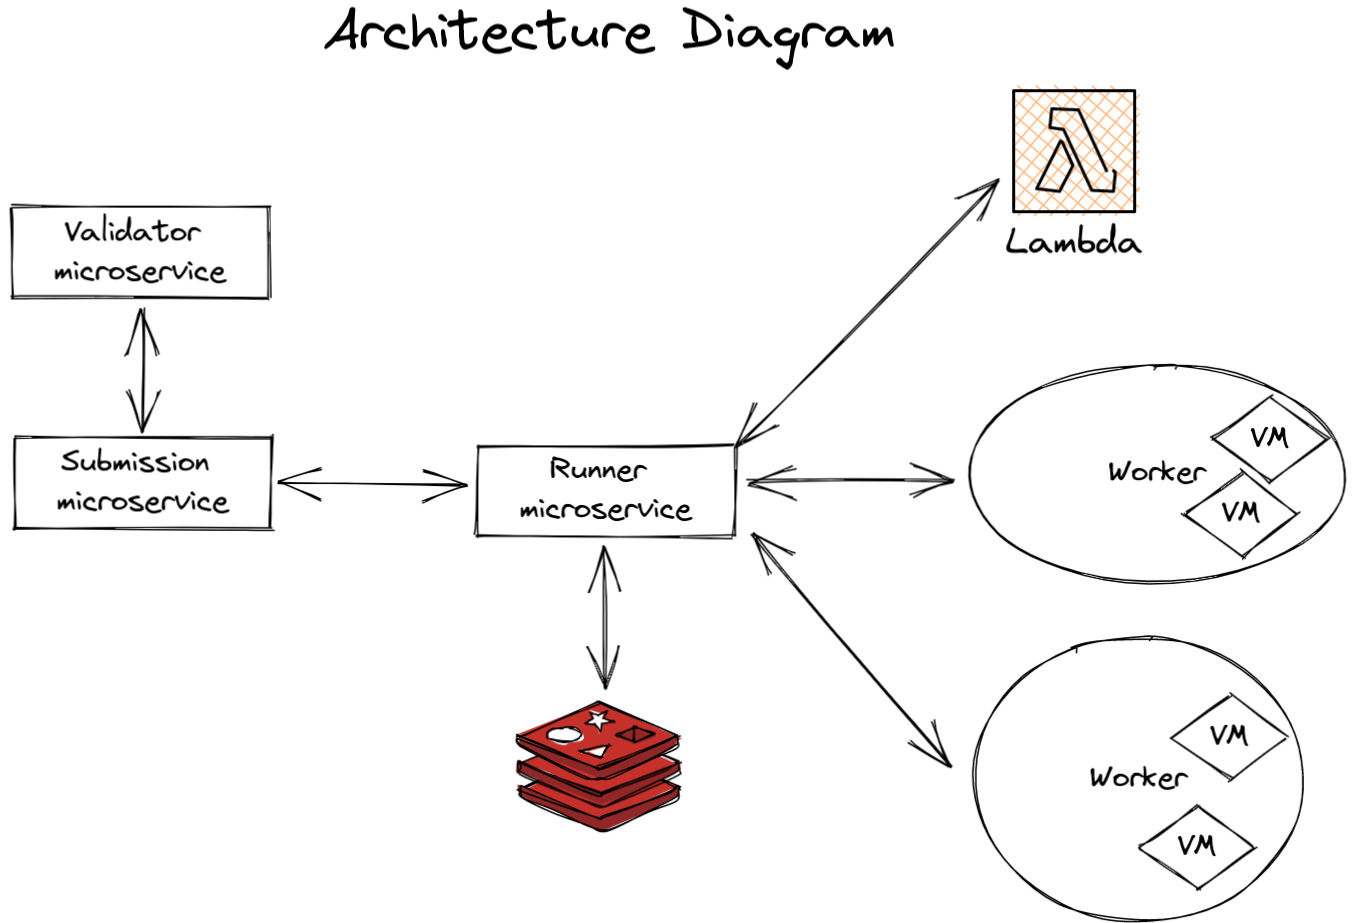 Architecture Diagram
Lambda
Validator
microservice
Submission
microservice
Runner
microservice
Worker
VM
VM
Worker
VM
VM